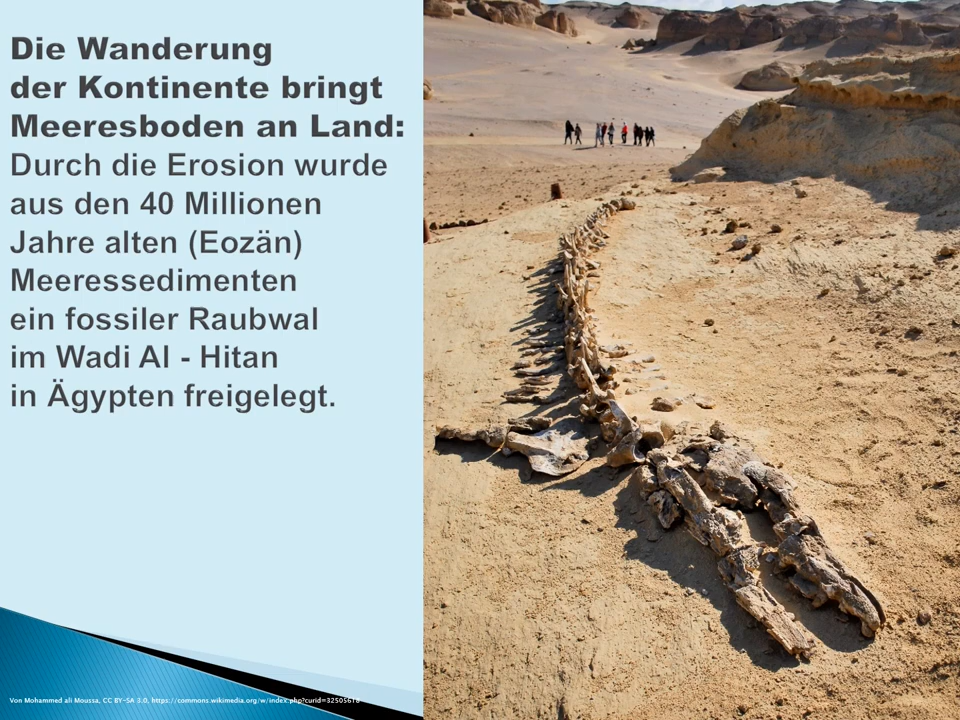 Die Wanderung
der Kontinente bringt
Meeresboden an Land:
Durch die Erosion wurde
aus den 40 Millionen
Jahre alten (Eozän)
Meeressedimenten
ein fossiler Raubwal
im Wadi Al - Hitan
in Ägypten freigelegt.
Von Mohammed ali Moussa, CC BY-SA 3.0, https://commons.wikimedia.org/w/index.php?curid=32505618